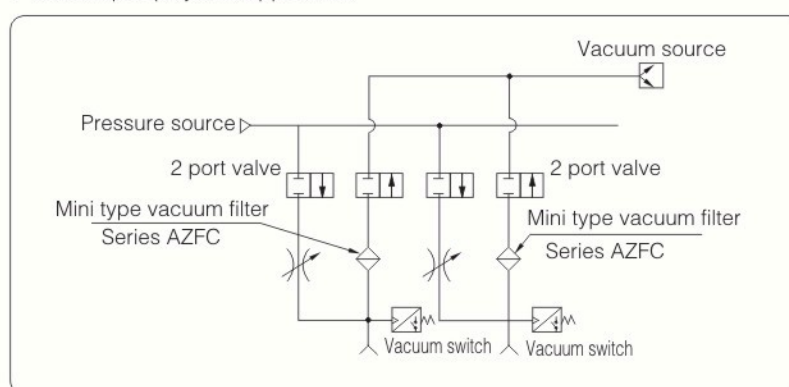 Vacuum source
Pressure source
2 port valve
2 port valve
Mini type vacuum filter
Series AZFC
Mini type vacuum filter
Series AZFC
Vacuum switch
Vacuum switch